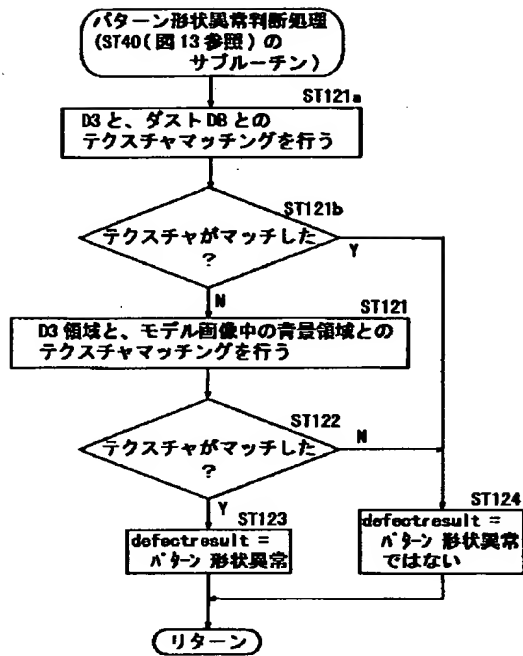 パターン形状異常判断処理
(ST40(図13参照)の
サブルーチン)
ST121a
D3と、ダストDBとの
テクスチャマッチングを行う
ST121b
テクスチャがマッチした
?
Y
N
ST121
D3領域と、モデル画像中の背景領域との
テクスチャマッチングを行う
ST122
テクスチャがマッチした
?
N
Y
ST123
defectresult =
パターン 形状異常
ST124
defectresult =
パターン 形状異常
ではない
リターン